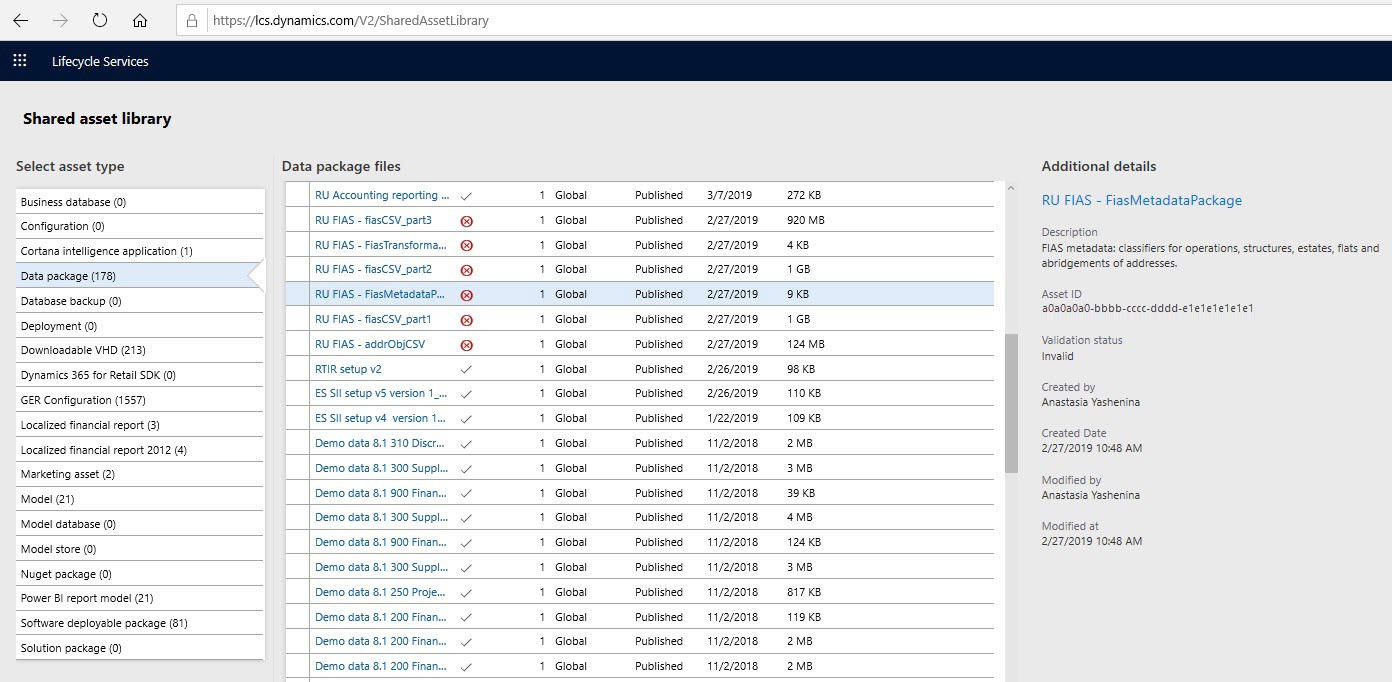 https://lcs.dynamics.com/V2/SharedAssetLibrary
Lifecycle Services
Shared asset library
Select asset type
Business database (0)
Configuration (0)
Cortana intelligence application (1)
Data package (178)
Database backup (0)
Deployment (0)
Downloadable VHD (213)
Dynamics 365 for Retail SDK (0)
GER Configuration (1557)
Localized financial report (3)
Localized financial report 2012 (4)
Marketing asset (2)
Model (21)
Model database (0)
Model store (0)
Nuget package (0)
Power BI report model (21)
Software deployable package (81)
Solution package (0)
Data package files
RU Accounting reporting ... 1 Global Published 3/7/2019 272 KB
RU FIAS - fiasCSV_part3 1 Global Published 2/27/2019 920 MB
RU FIAS - FiasTransforma... 1 Global Published 2/27/2019 4 KB
RU FIAS - fiasCSV_part2 1 Global Published 2/27/2019 1 GB
RU FIAS - FiasMetadataP... 1 Global Published 2/27/2019 9 KB
RU FIAS - fiasCSV_part1 1 Global Published 2/27/2019 1 GB
RU FIAS - addrObjCSV 1 Global Published 2/27/2019 124 MB
RTIR setup v2 1 Global Published 2/26/2019 98 KB
ES SII setup v5 version 1_... 1 Global Published 2/26/2019 110 KB
ES SII setup v4 version 1... 1 Global Published 1/22/2019 109 KB
Demo data 8.1 310 Discr... 1 Global Published 11/2/2018 2 MB
Demo data 8.1 300 Suppl... 1 Global Published 11/2/2018 3 MB
Demo data 8.1 900 Finan... 1 Global Published 11/2/2018 39 KB
Demo data 8.1 300 Suppl... 1 Global Published 11/2/2018 4 MB
Demo data 8.1 900 Finan... 1 Global Published 11/2/2018 124 KB
Demo data 8.1 300 Suppl... 1 Global Published 11/2/2018 3 MB
Demo data 8.1 250 Proje... 1 Global Published 11/2/2018 817 KB
Demo data 8.1 200 Finan... 1 Global Published 11/2/2018 119 KB
Demo data 8.1 200 Finan... 1 Global Published 11/2/2018 2 MB
Demo data 8.1 200 Finan... 1 Global Published 11/2/2018 2 MB
Additional details
RU FIAS - FiasMetadataPackage
Description
FIAS metadata: classifiers for operations, structures, estates, flats and
abridgements of addresses.
Asset ID
a0a0a0a0-bbbb-cccc-dddd-e1e1e1e1e1e1
Validation status
Invalid
Created by
Anastasia Yashenina
Created Date
2/27/2019 10:48 AM
Modified by
Anastasia Yashenina
Modified at
2/27/2019 10:48 AM